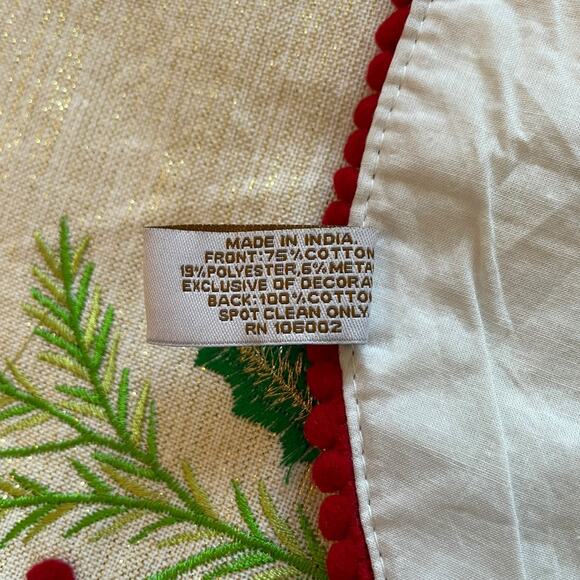 MADE IN INDIA.
FRONT:75% COTTON
19% POLYESTER,6% META
EXCLUSIVE OF DECORA
BACK:100% COTTO
SPOT CLEAN ONLY
RN 106002